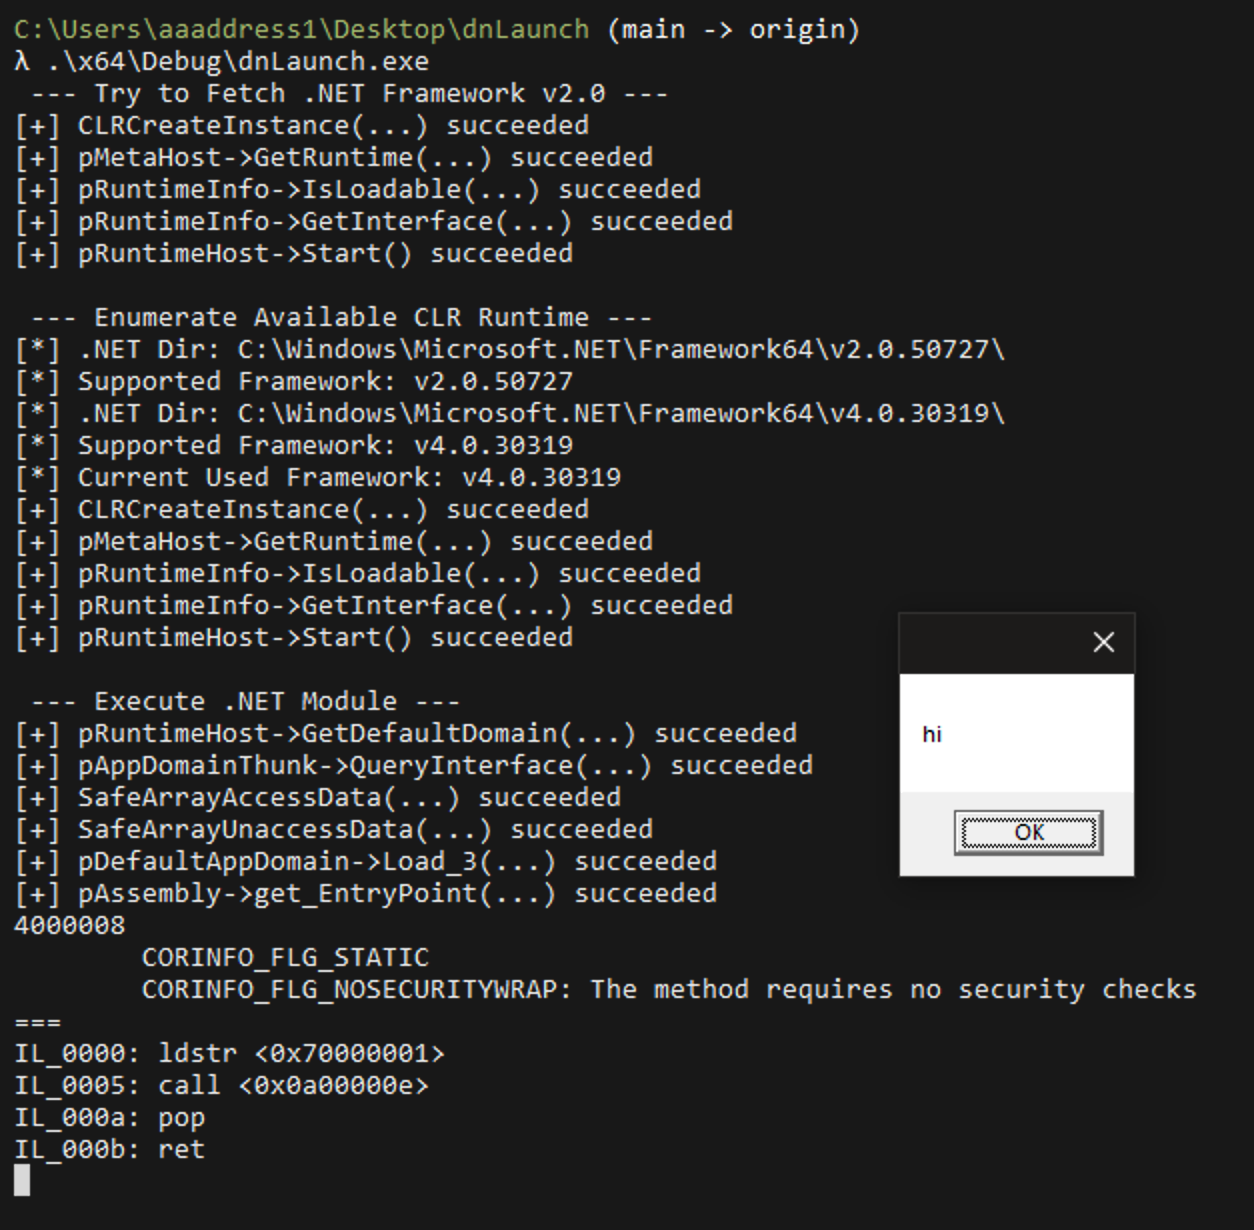 C:\Users\aaaddress1\Desktop\dnLaunch (main -> origin)
λ .\x64\Debug\dnLaunch.exe
 --- Try to Fetch .NET Framework v2.0 ---
[+] CLRCreateInstance(...) succeeded
[+] pMetaHost->GetRuntime(...) succeeded
[+] pRuntimeInfo->IsLoadable(...) succeeded
[+] pRuntimeInfo->GetInterface(...) succeeded
[+] pRuntimeHost->Start() succeeded

 --- Enumerate Available CLR Runtime ---
[*] .NET Dir: C:\Windows\Microsoft.NET\Framework64\v2.0.50727\
[*] Supported Framework: v2.0.50727
[*] .NET Dir: C:\Windows\Microsoft.NET\Framework64\v4.0.30319\
[*] Supported Framework: v4.0.30319
[*] Current Used Framework: v4.0.30319
[+] CLRCreateInstance(...) succeeded
[+] pMetaHost->GetRuntime(...) succeeded
[+] pRuntimeInfo->IsLoadable(...) succeeded
[+] pRuntimeInfo->GetInterface(...) succeeded
[+] pRuntimeHost->Start() succeeded

 --- Execute .NET Module ---
[+] pRuntimeHost->GetDefaultDomain(...) succeeded
[+] pAppDomainThunk->QueryInterface(...) succeeded
[+] SafeArrayAccessData(...) succeeded
[+] SafeArrayUnaccessData(...) succeeded
[+] pDefaultAppDomain->Load_3(...) succeeded
[+] pAssembly->get_EntryPoint(...) succeeded
4000008
        CORINFO_FLG_STATIC
        CORINFO_FLG_NOSECURITYWRAP: The method requires no security checks
===
IL_0000: ldstr <0x70000001>
IL_0005: call <0x0a00000e>
IL_000a: pop
IL_000b: ret
hi
OK